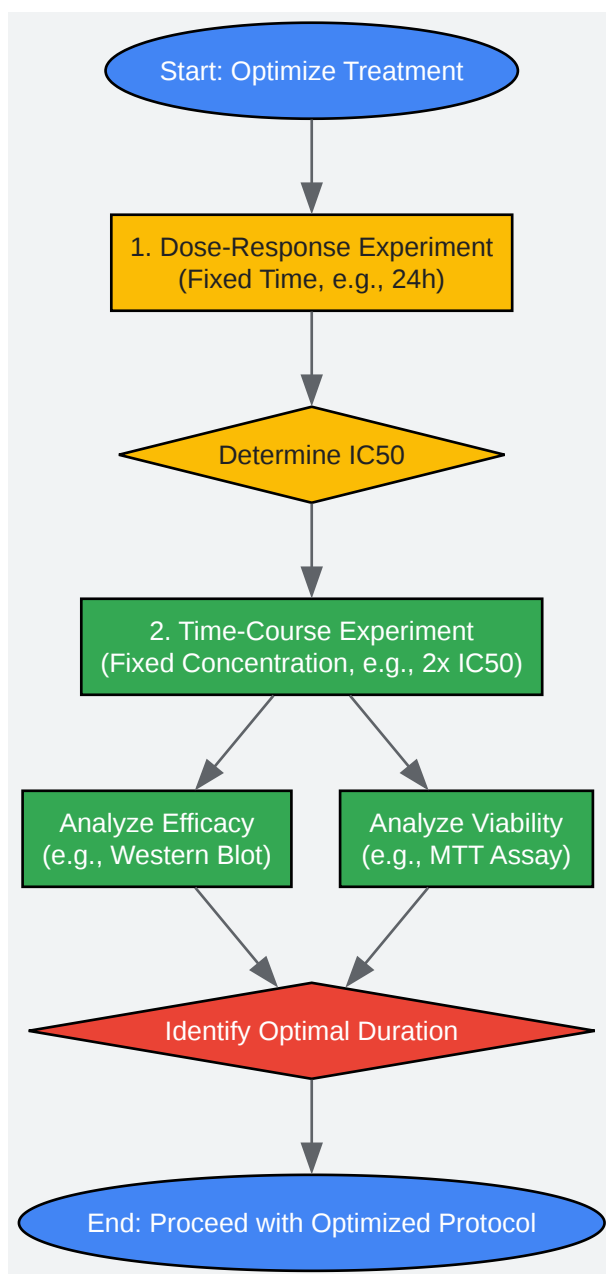 Start: Optimize Treatment
1. Dose-Response Experiment
(Fixed Time, e.g., 24h)
Determine IC50
2. Time-Course Experiment
(Fixed Concentration, e.g., 2x IC50)
Analyze Efficacy
(e.g., Western Blot)
Analyze Viability
(e.g., MTT Assay)
Identify Optimal Duration
End: Proceed with Optimized Protocol